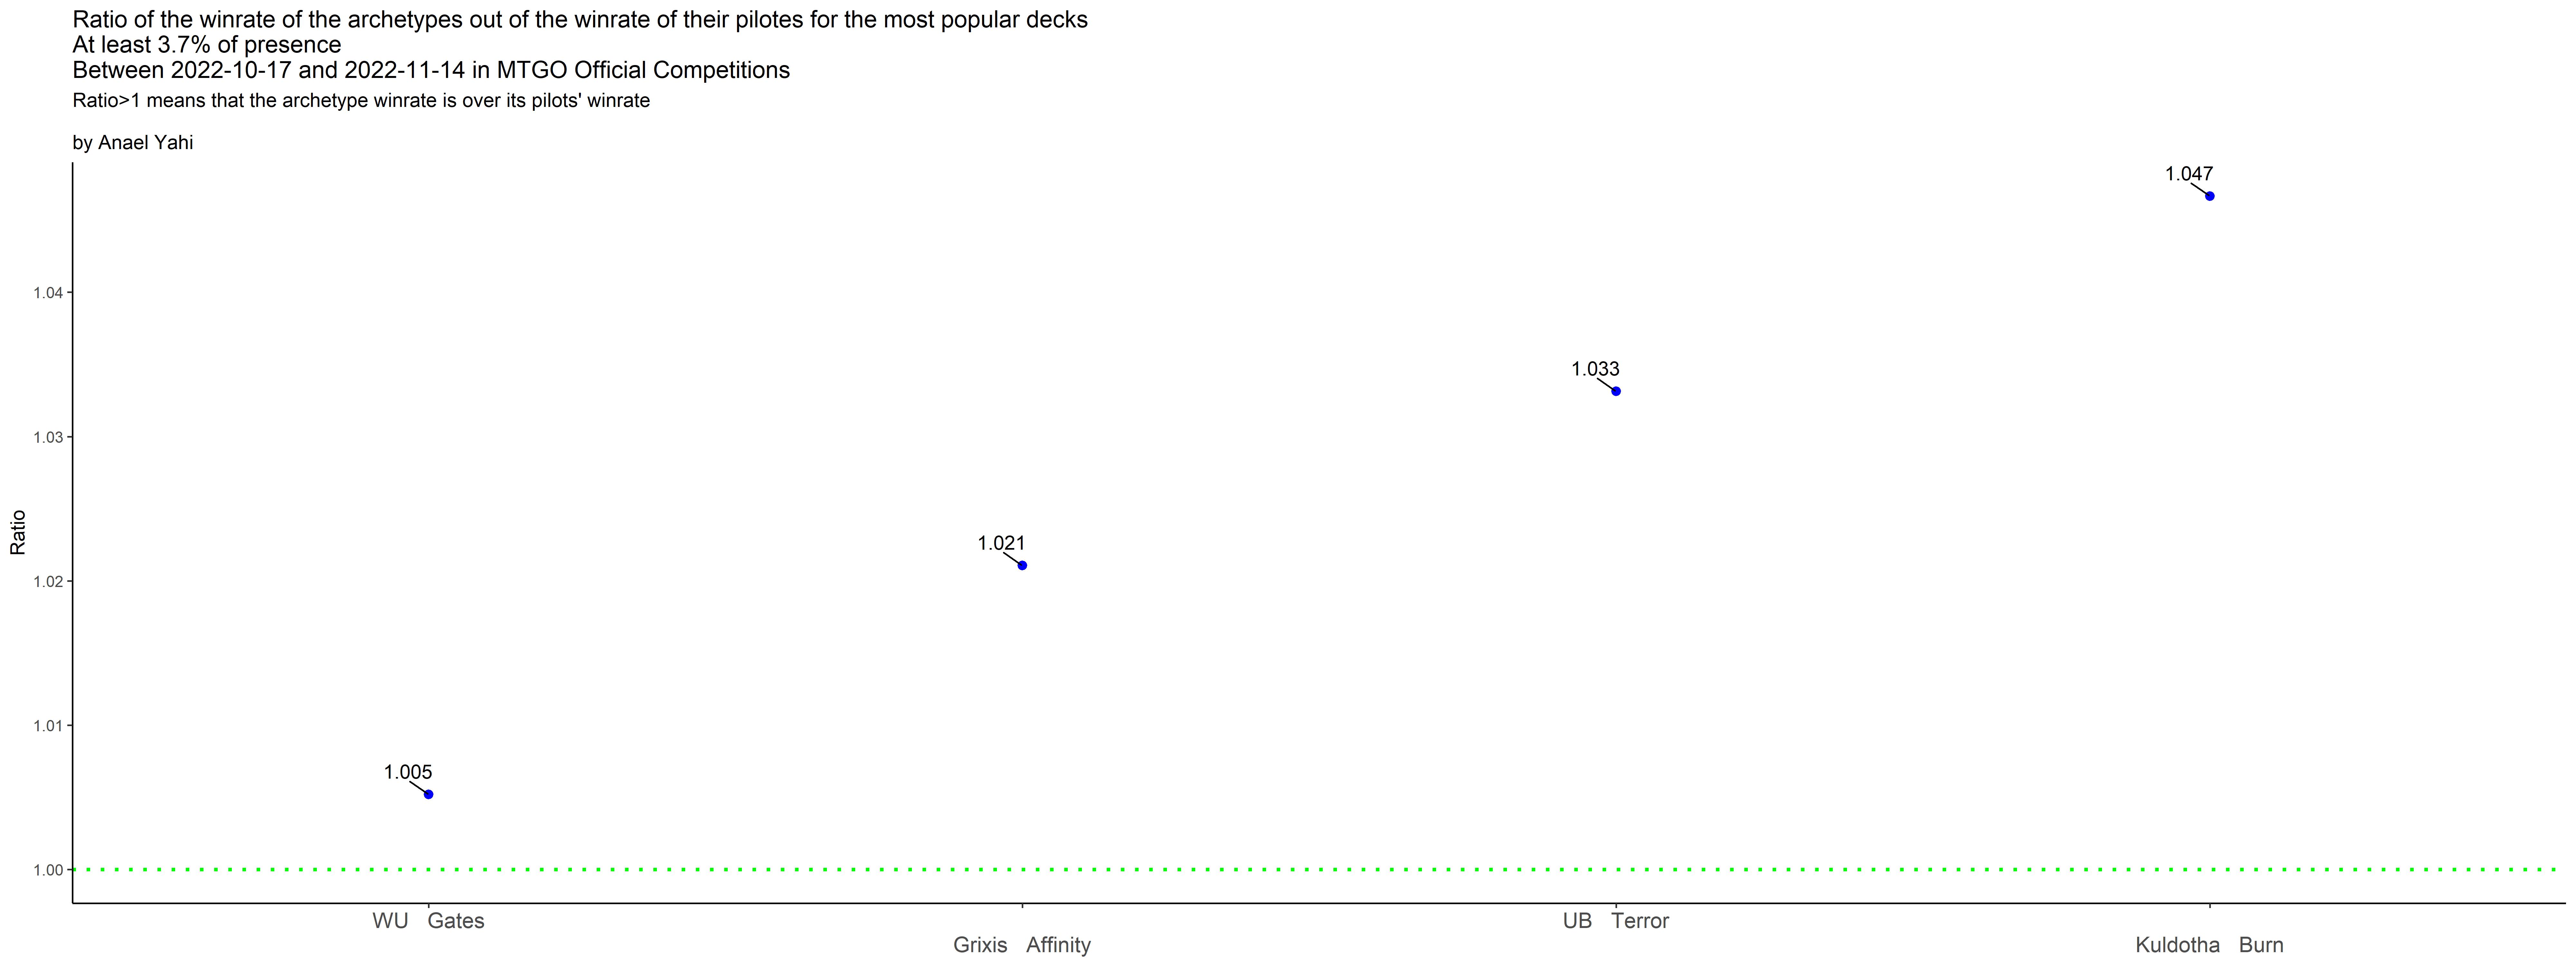 Ratio of the winrate of the archetypes out of the winrate of their pilotes for the most popular decks
At least 3.7% of presence
Between 2022-10-17 and 2022-11-14 in MTGO Official Competitions
Ratio>1 means that the archetype winrate is over its pilots' winrate
by Anael Yahi
1.047
1.04
1.033
1.03
Ratio
1.021
1.02
1.01
1.005
1.00
WU Gates
UB Terror
Grixis Affinity
Kuldotha Burn